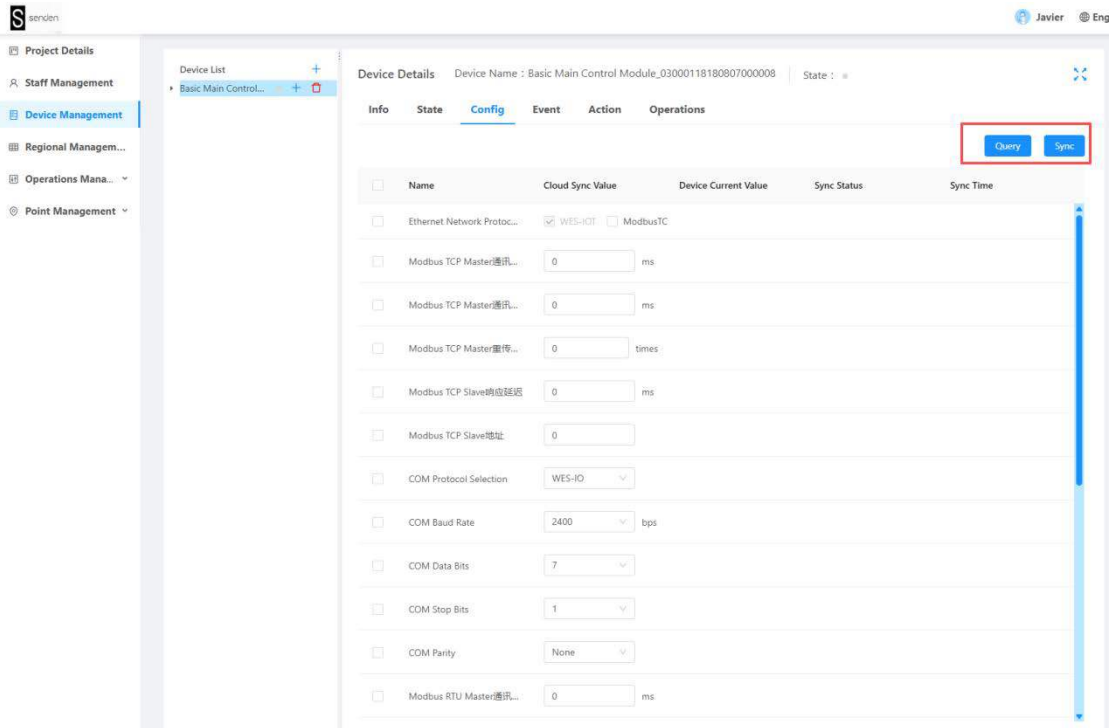 S senden
Javier Eng
Project Details
Staff Management
Device Management
Regional Managem...
Operations Mana...
Point Management
Device List
Basic Main Control...
Device Details Device Name：Basic Main Control Module_03000118180807000008 State：
Info State Config Event Action Operations
Query Sync
Name Cloud Sync Value Device Current Value Sync Status Sync Time
Ethernet Network Protoc... WES-IOT ModbusTC
Modbus TCP Master通讯... 0 ms
Modbus TCP Master通讯... 0 ms
Modbus TCP Master重传... 0 times
Modbus TCP Slave响应延迟 0 ms
Modbus TCP Slave地址 0
COM Protocol Selection WES-IO
COM Baud Rate 2400 bps
COM Data Bits 7
COM Stop Bits 1
COM Parity None
Modbus RTU Master通讯... 0 ms